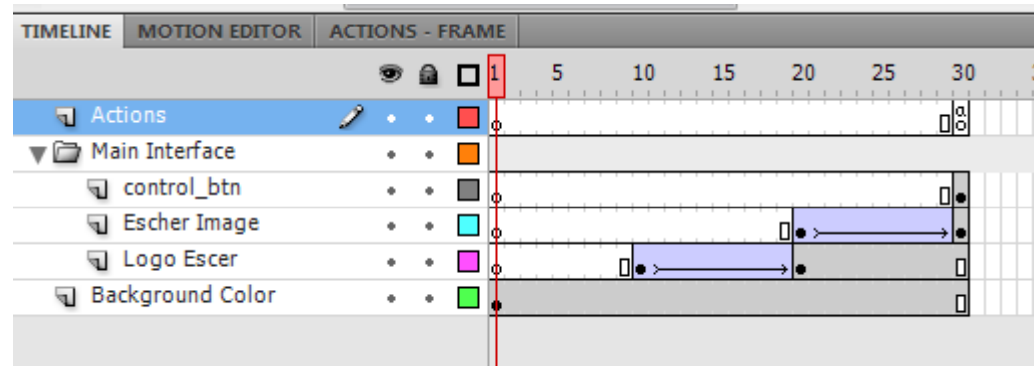 TIMELINE MOTION EDITOR ACTIONS - FRAME
1 5 10 15 20 25 30
Actions a
Main Interface
control_btn
Escher Image
Logo Escer
Background Color